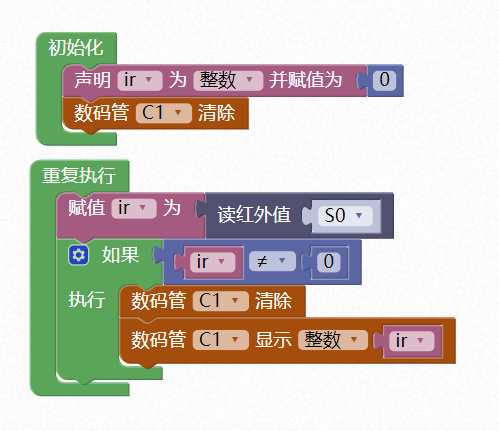 初始化
声明 ir 为 整数 并赋值为 0
数码管 C1 清除
重复执行
赋值 ir 为 读红外值 S0
如果 ir ≠ 0
执行 数码管 C1 清除
数码管 C1 显示 整数 ir